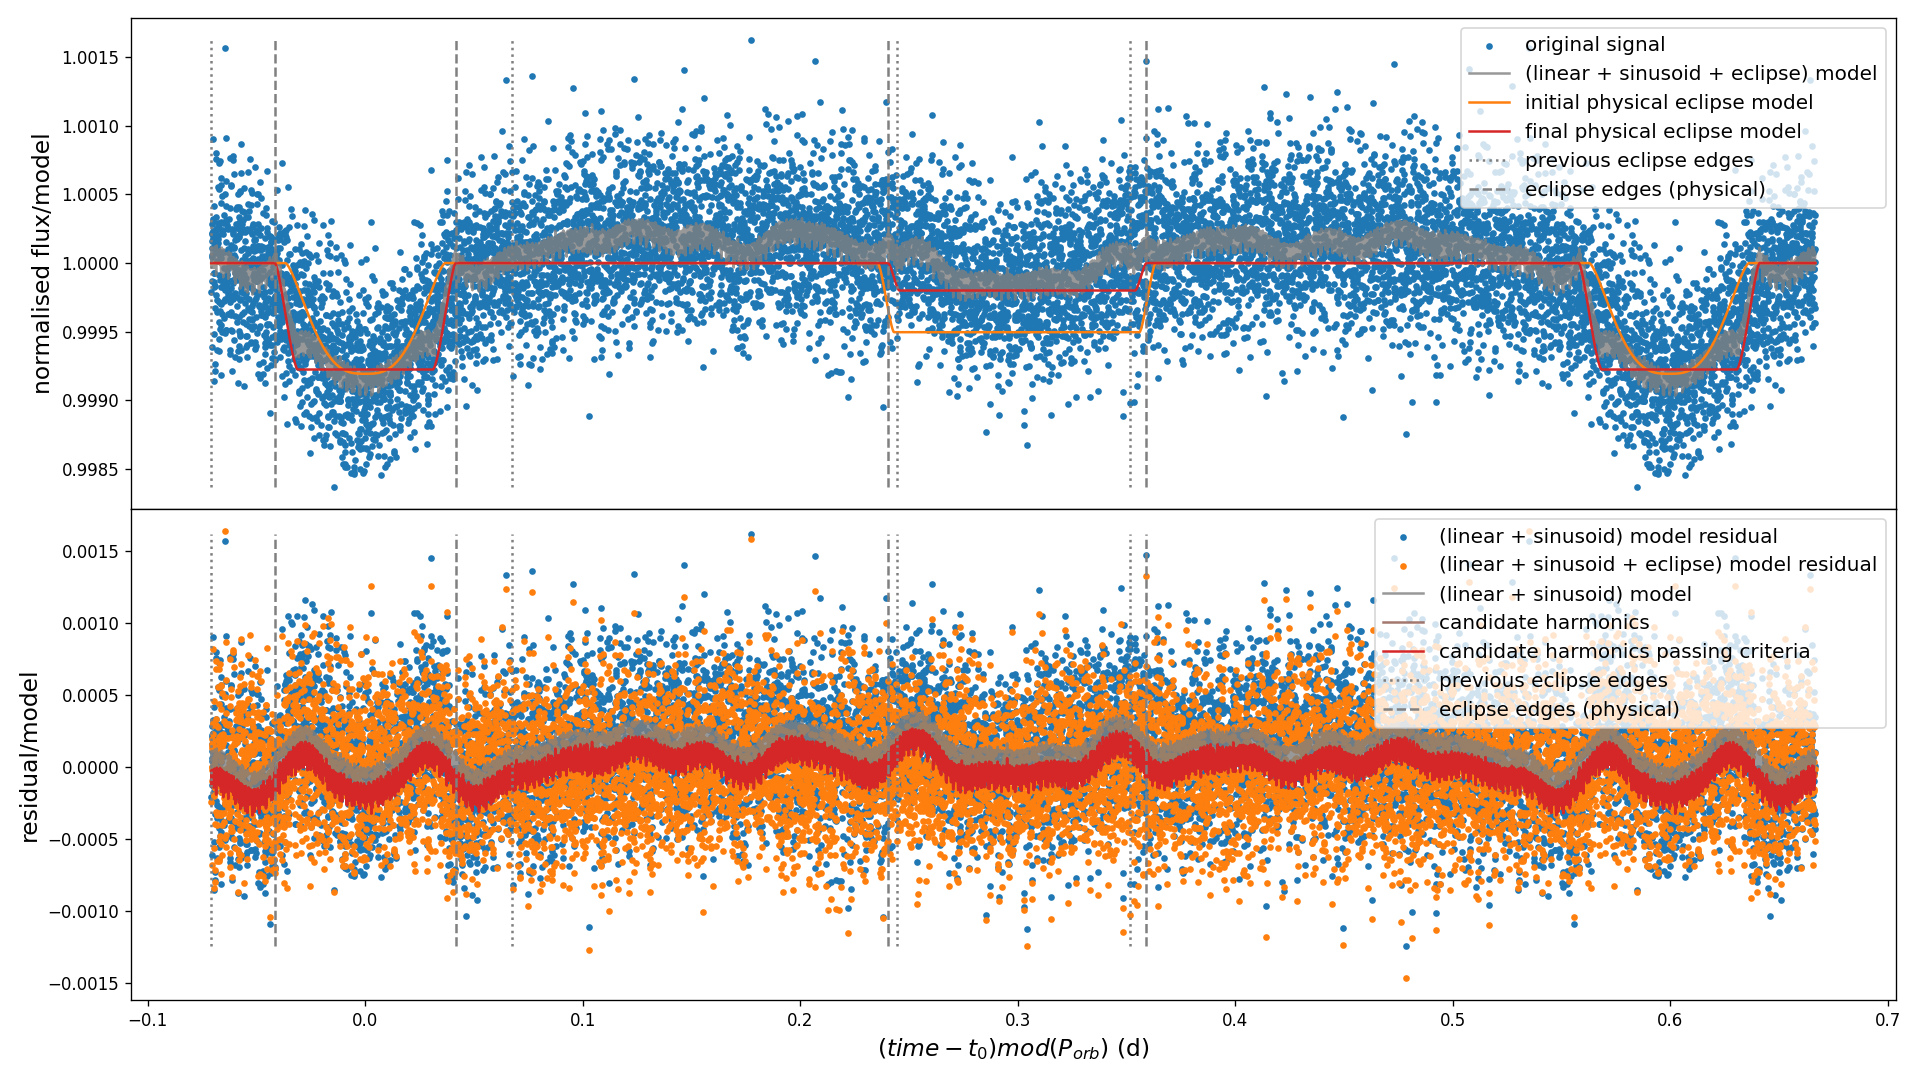 normalised flux/model
1.0015
1.0010
1.0005
1.0000
0.9995
0.9990
0.9985
original signal
(linear + sinusoid + eclipse) model
initial physical eclipse model
final physical eclipse model
previous eclipse edges
eclipse edges (physical)
residual/model
0.0015
0.0010
0.0005
0.0000
−0.0005
−0.0010
−0.0015
(linear + sinusoid) model residual
(linear + sinusoid + eclipse) model residual
(linear + sinusoid) model
candidate harmonics
candidate harmonics passing criteria
previous eclipse edges
eclipse edges (physical)
−0.1 0.0 0.1 0.2 0.3 0.4 0.5 0.6 0.7
(time − t₀)mod(Pₒᵣᵦ) (d)